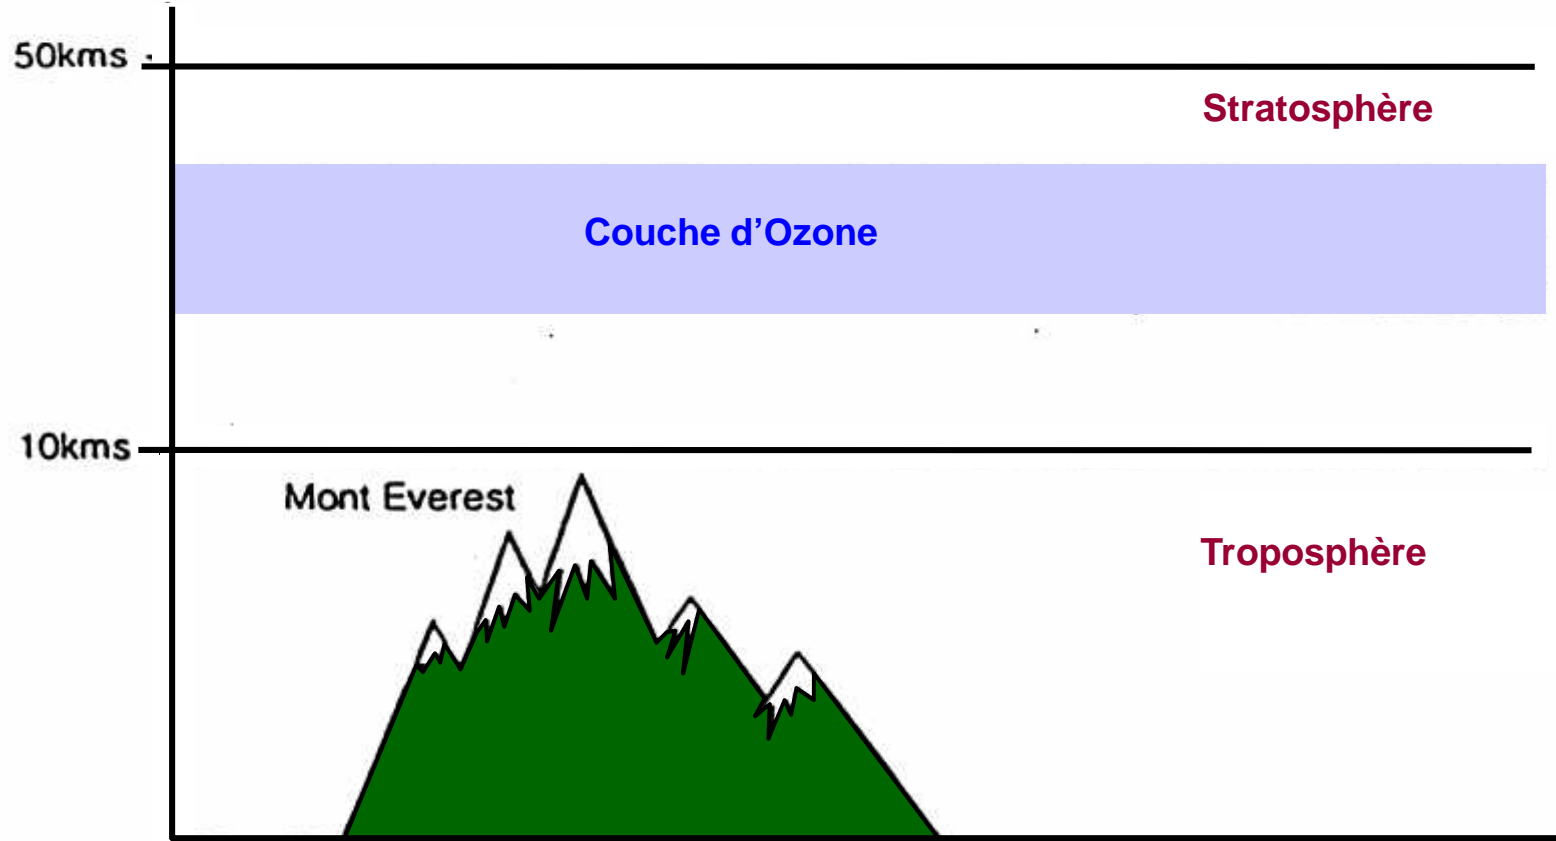 50kms
Stratosphère
Couche d’Ozone
10kms
Mont Everest
Troposphère